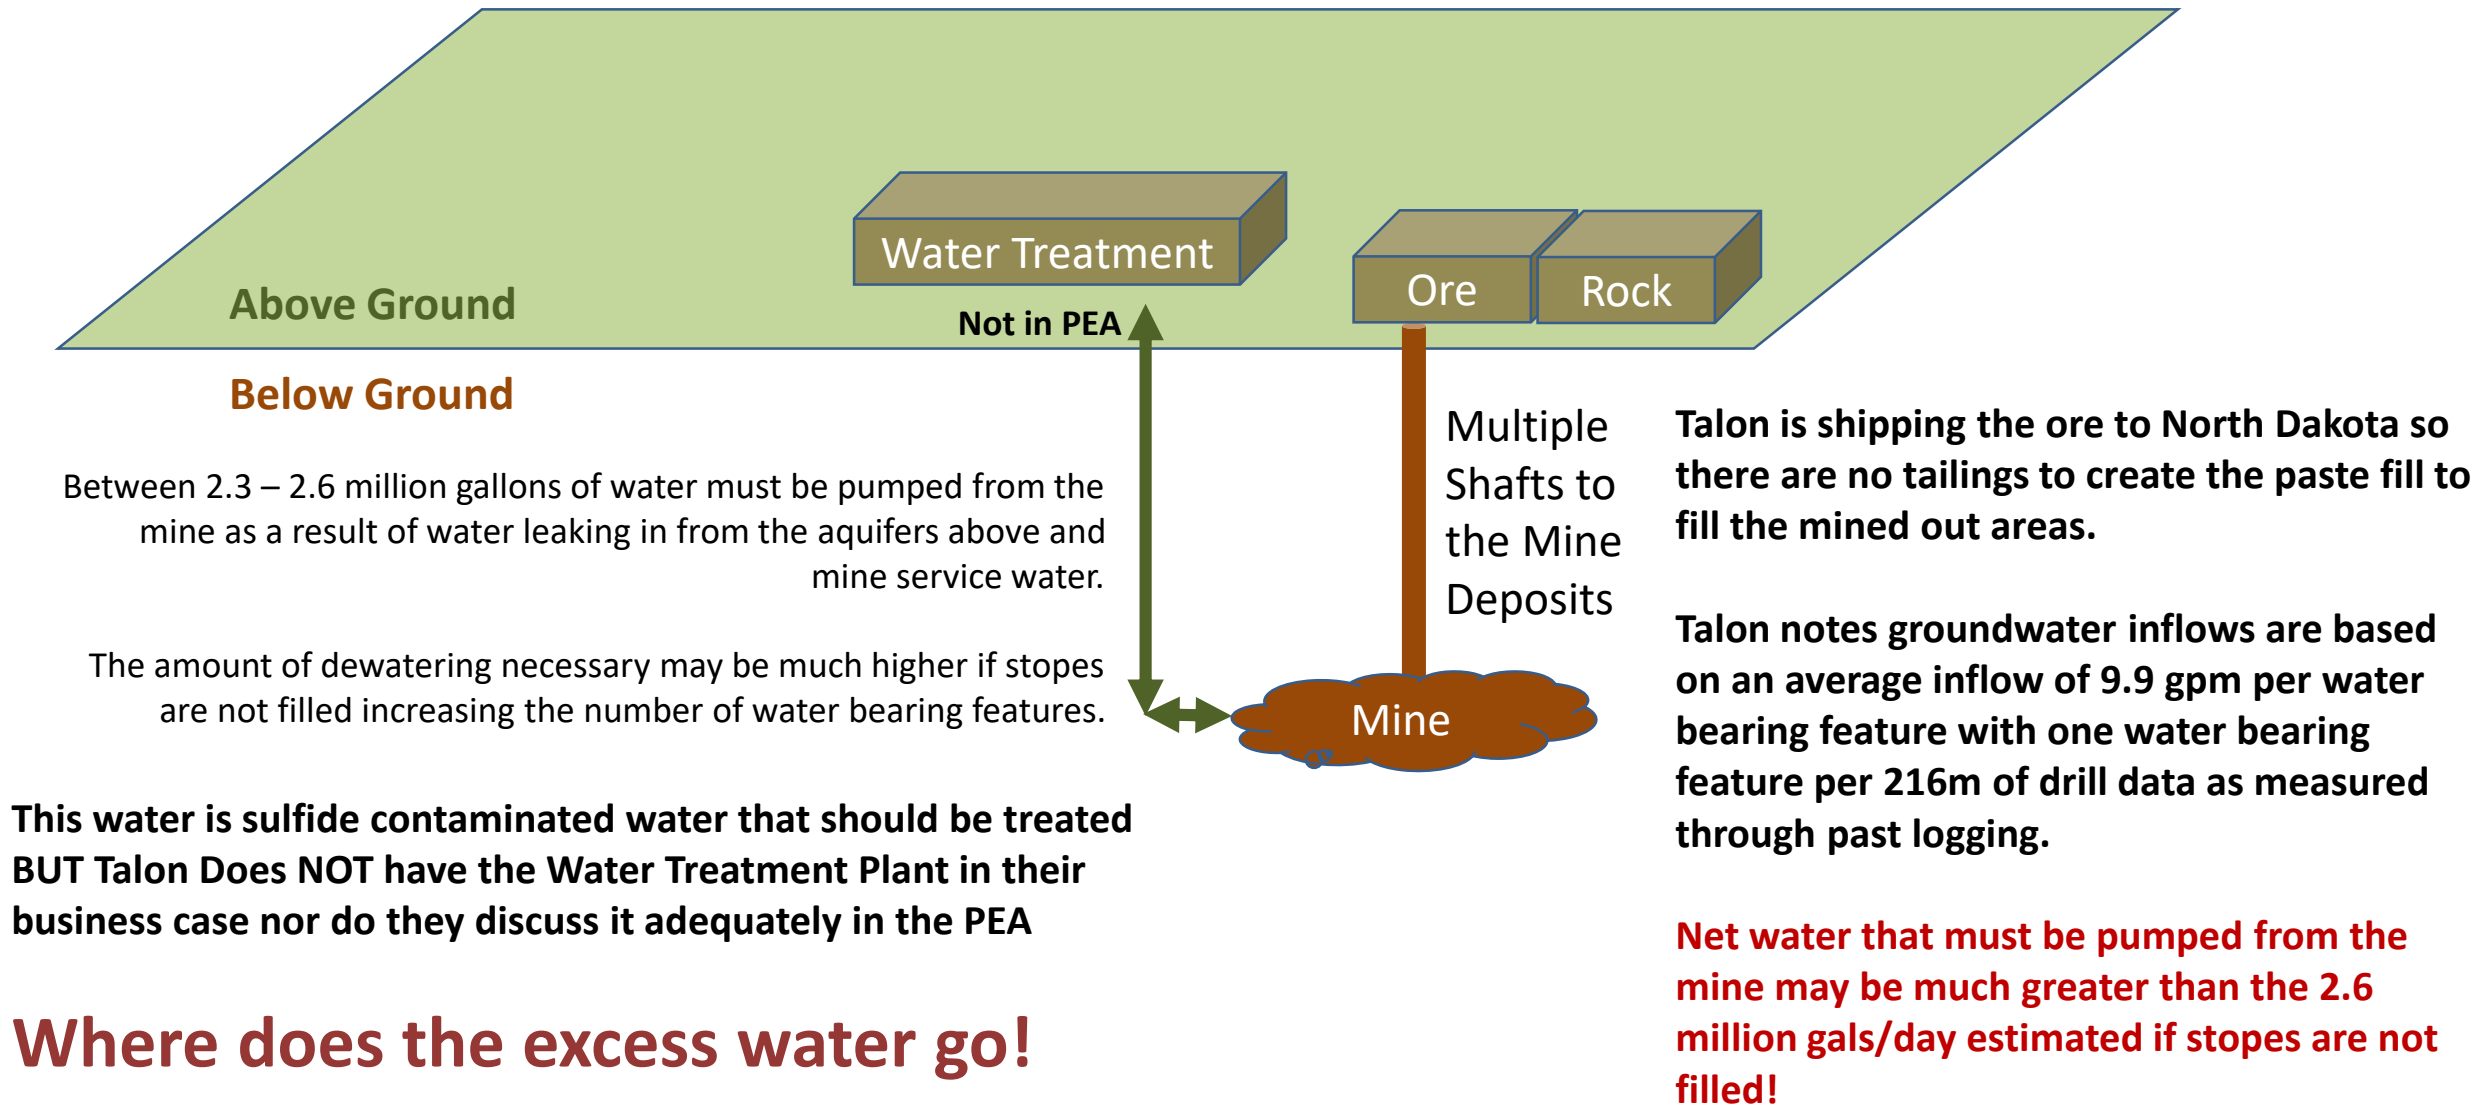 Water Treatment
Ore
Rock
Above Ground
Not in PEA
Below Ground
Between 2.3 – 2.6 million gallons of water must be pumped from the
mine as a result of water leaking in from the aquifers above and
mine service water.
The amount of dewatering necessary may be much higher if stopes
are not filled increasing the number of water bearing features.
This water is sulfide contaminated water that should be treated
BUT Talon Does NOT have the Water Treatment Plant in their
business case nor do they discuss it adequately in the PEA
Where does the excess water go!
Multiple
Shafts to
the Mine
Deposits
Mine
Talon is shipping the ore to North Dakota so
there are no tailings to create the paste fill to
fill the mined out areas.
Talon notes groundwater inflows are based
on an average inflow of 9.9 gpm per water
bearing feature with one water bearing
feature per 216m of drill data as measured
through past logging.
Net water that must be pumped from the
mine may be much greater than the 2.6
million gals/day estimated if stopes are not
filled!